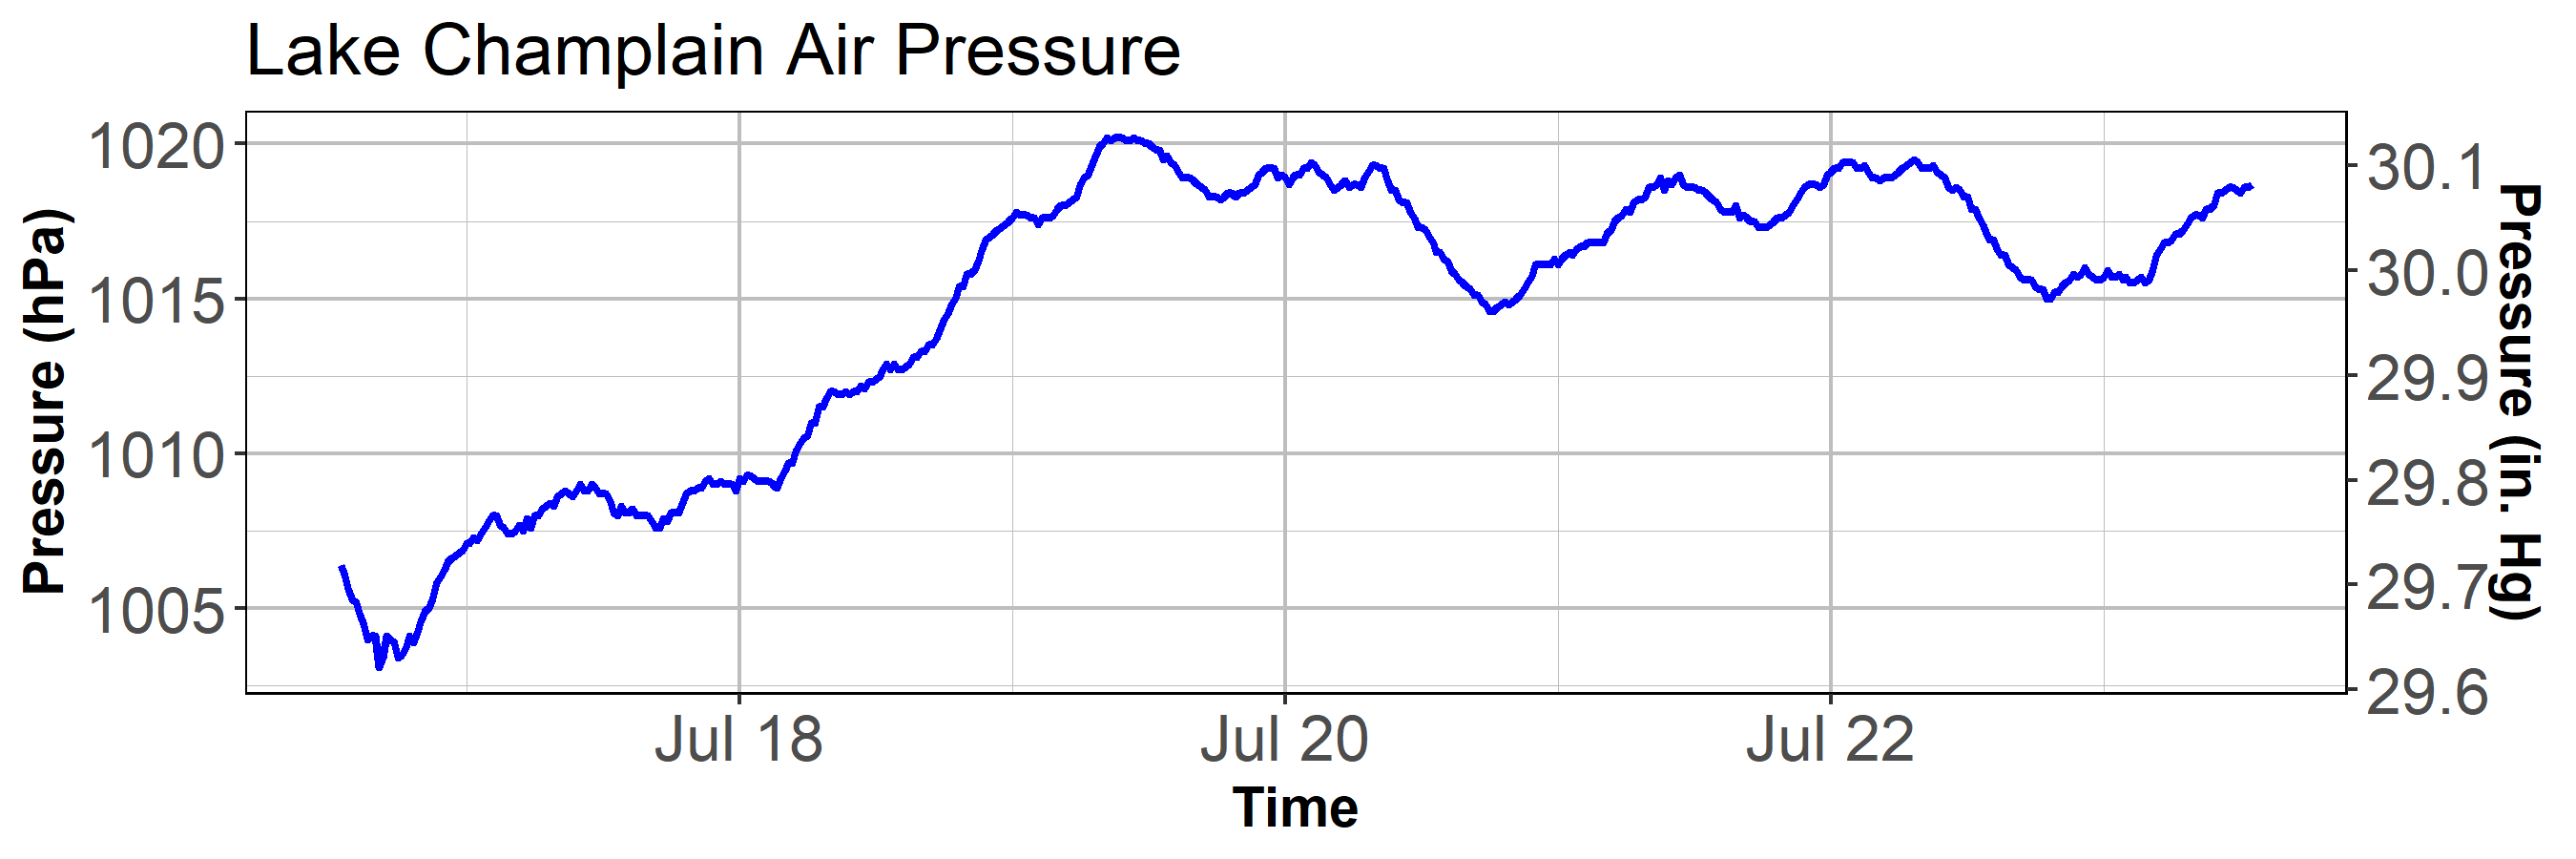 Lake Champlain Air Pressure
Pressure (hPa)
1020
1015
1010
1005
30.1
30.0
29.9
29.8
29.7
29.6
Pressure (in. Hg)
Jul 18
Jul 20
Jul 22
Time